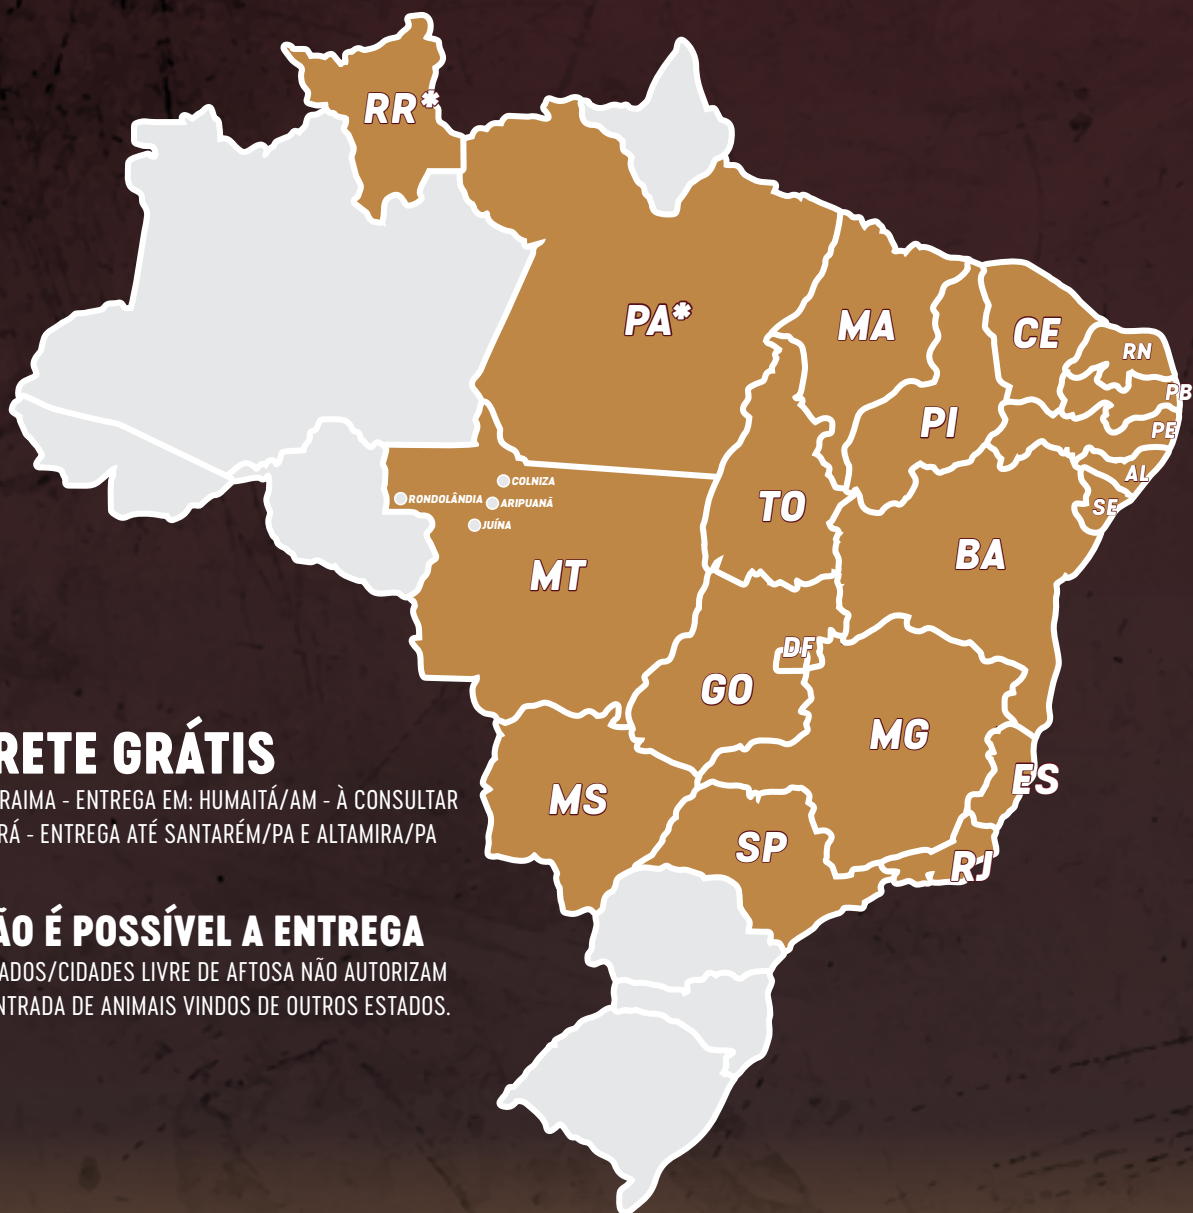 RR*
PA*
MA
CE
RN
PB
PI
PE
AL
SE
TO
BA
COLNIZA
RONDOLÂNDIA
ARIPUANÃ
JUÍNA
MT
DF
GO
MG
ES
MS
SP
RJ
RETE GRÁTIS
RAIMA - ENTREGA EM: HUMAITÁ/AM - À CONSULTAR
RÁ - ENTREGA ATÉ SANTARÉM/PA E ALTAMIRA/PA
ÃO É POSSÍVEL A ENTREGA
ADOS/CIDADES LIVRE DE AFTOSA NÃO AUTORIZAM
NTRADA DE ANIMAIS VINDOS DE OUTROS ESTADOS.